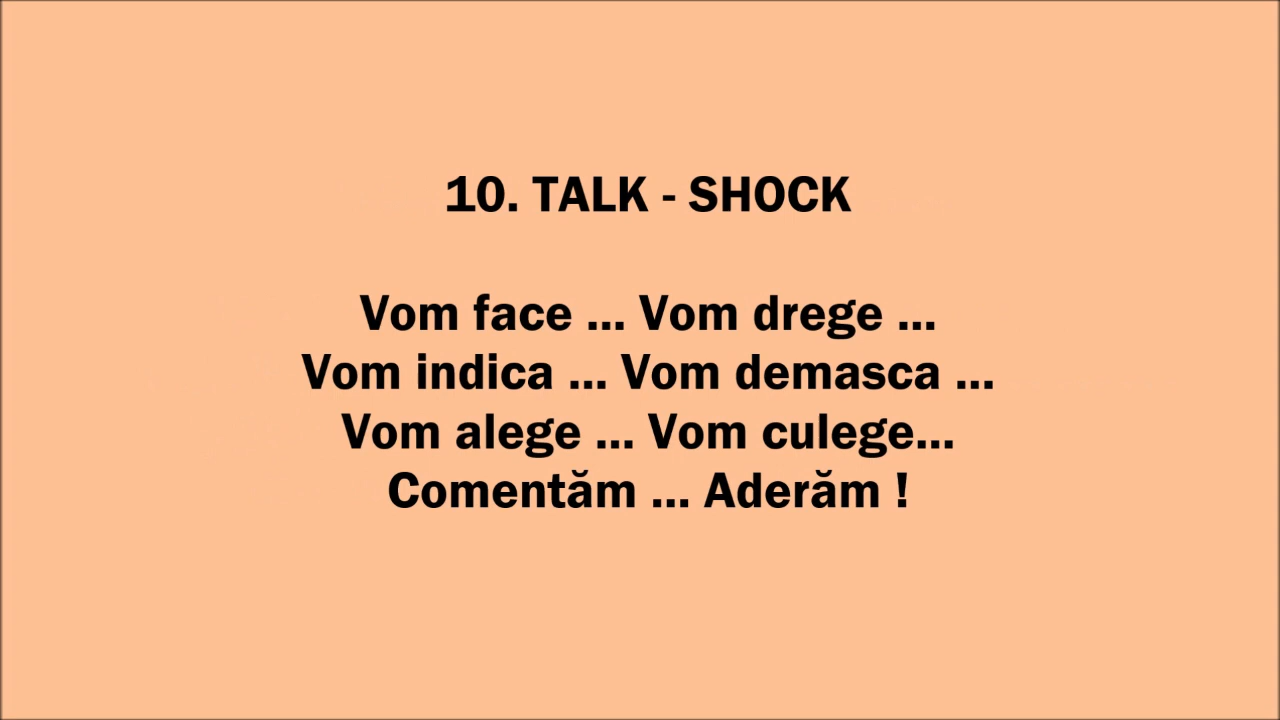 10. TALK - SHOCK
Vom face ... Vom drege ...
Vom indica ... Vom demasca ...
Vom alege ... Vom culege...
Comentăm ... Aderăm !